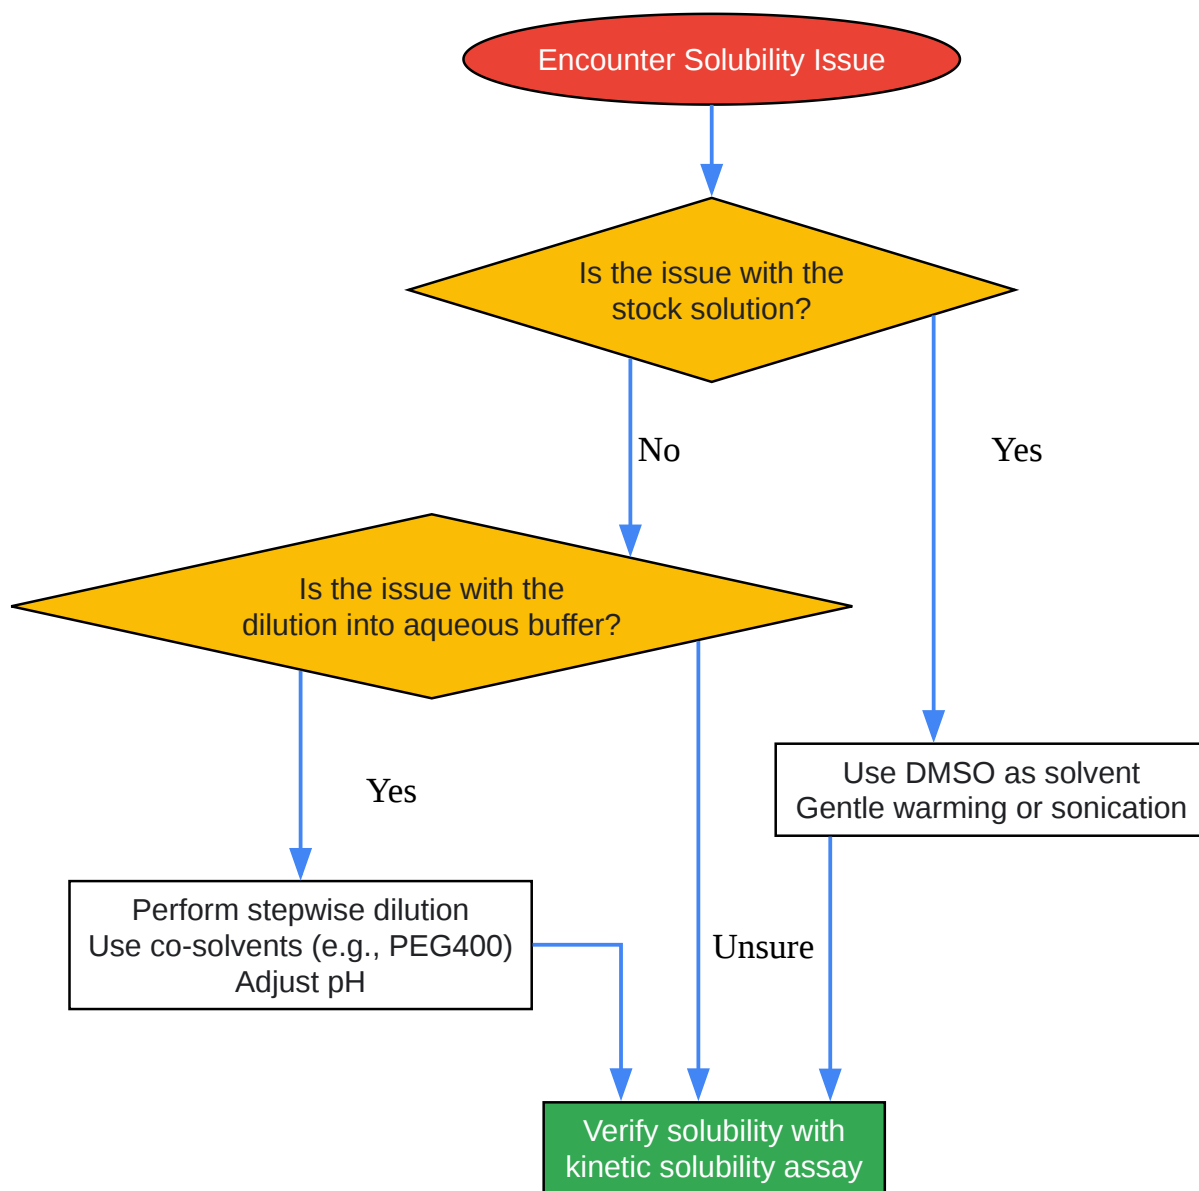 Encounter Solubility Issue
Is the issue with the
stock solution?
No
Yes
Is the issue with the
dilution into aqueous buffer?
Yes
Use DMSO as solvent
Gentle warming or sonication
Perform stepwise dilution
Use co-solvents (e.g., PEG400)
Adjust pH
Unsure
Verify solubility with
kinetic solubility assay